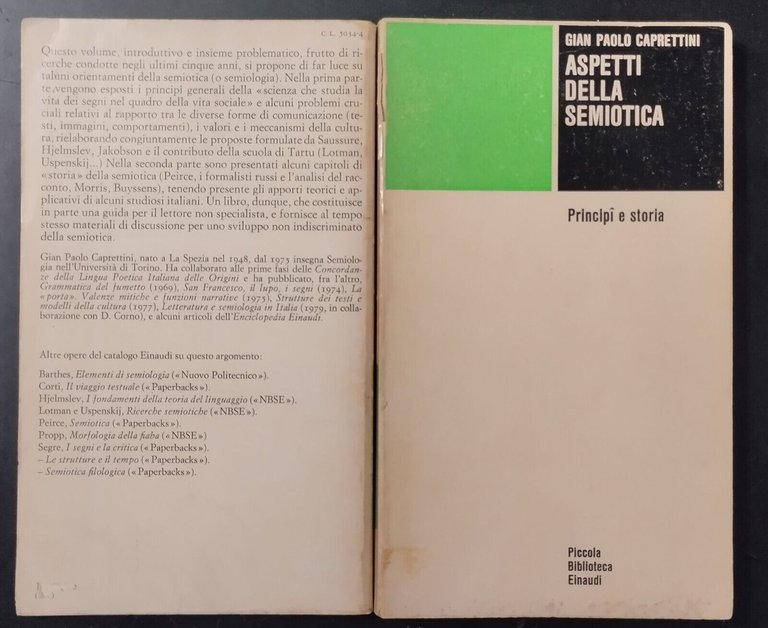 C L 5034-4
Questo volume, introduttivo e insieme problematico, frutto di ri-
cerche condotte negli ultimi cinque anni, si propone di far luce su
taluni orientamenti della semiotica (o semiologia). Nella prima par-
te vengono esposti i principî generali della «scienza che studia la
vita dei segni nel quadro della vita sociale» e alcuni problemi cru-
ciali relativi al rapporto tra le diverse forme di comunicazione (te-
sti, immagini, comportamenti), i valori e i meccanismi della cultu-
ra, rielaborando congiuntamente le proposte formulate da Saussure,
Hjelmslev, Jakobson e il contributo della scuola di Tartu (Lotman,
Uspenskij...) Nella seconda parte sono presentati alcuni capitoli di
«storia» della semiotica (Peirce, i formalisti russi e l'analisi del rac-
conto, Morris, Buyssens), tenendo presente gli apporti teorici e ap-
plicativi di alcuni studiosi italiani. Un libro, dunque, che costituisce
in parte una guida per il lettore non specialista, e fornisce al tempo
stesso materiali di discussione per uno sviluppo non indiscriminato
della semiotica.
Gian Paolo Caprettini, nato a La Spezia nel 1948, dal 1975 insegna Semiolo-
gia nell'Università di Torino. Ha collaborato alle prime fasi delle Concordan-
ze della Lingua Poetica Italiana delle Origini e ha pubblicato, fra l'altro,
Grammatica del fumetto (1969), San Francesco, il lupo, i segni (1974), La
«porta». Valenze mitiche e funzioni narrative (1975), Strutture dei testi e
modelli della cultura (1977), Letteratura e semiologia in Italia (1979, in colla-
borazione con D. Corno), e alcuni articoli dell'Enciclopedia Einaudi.
Altre opere del catalogo Einaudi su questo argomento:
Barthes, Elementi di semiologia («Nuovo Politecnico»).
Corti, Il viaggio testuale («Paperbacks»).
Hjelmslev, I fondamenti della teoria del linguaggio («NBSE»).
Lotman e Uspenskij, Ricerche semiotiche («NBSE»).
Peirce, Semiotica («Paperbacks»).
Propp, Morfologia della fiaba («NBSE»)
Segre, I segni e la critica («Paperbacks»).
– Le strutture e il tempo («Paperbacks»).
– Semiotica filologica («Paperbacks»).
GIAN PAOLO CAPRETTINI
ASPETTI
DELLA
SEMIOTICA
Principî e storia
Piccola
Biblioteca
Einaudi